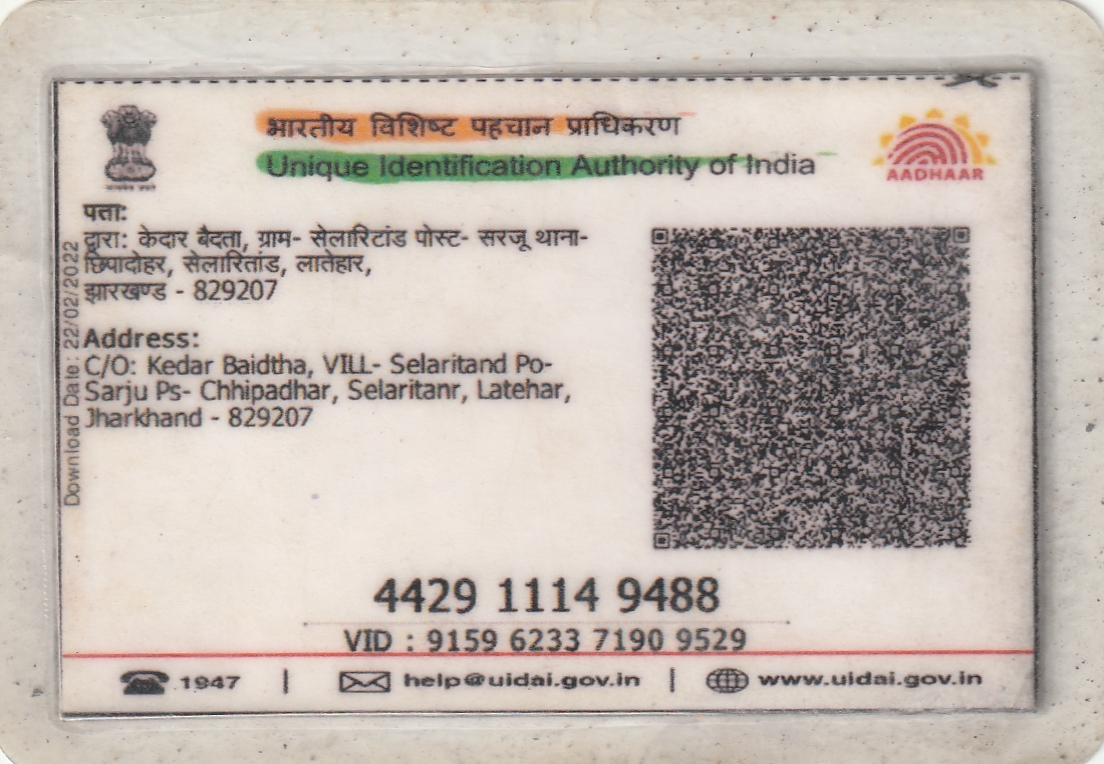 भारतीय विशिष्ट पहचान प्राधिकरण
Unique Identification Authority of India
AADHAAR
पता:
द्वारा: केदार बैदता, ग्राम- सेलारिटांड पोस्ट- सरजू थाना-
छिपादोहर, सेलारितांड, लातेहार,
झारखण्ड - 829207
Address:
C/O: Kedar Baidtha, VILL- Selaritand Po-
Sarju Ps- Chhipadhar, Selaritanr, Latehar,
Jharkhand - 829207
Download Date: 22/02/2022
4429 1114 9488
VID : 9159 6233 7190 9529
1947 | help@uidai.gov.in | www.uidai.gov.in